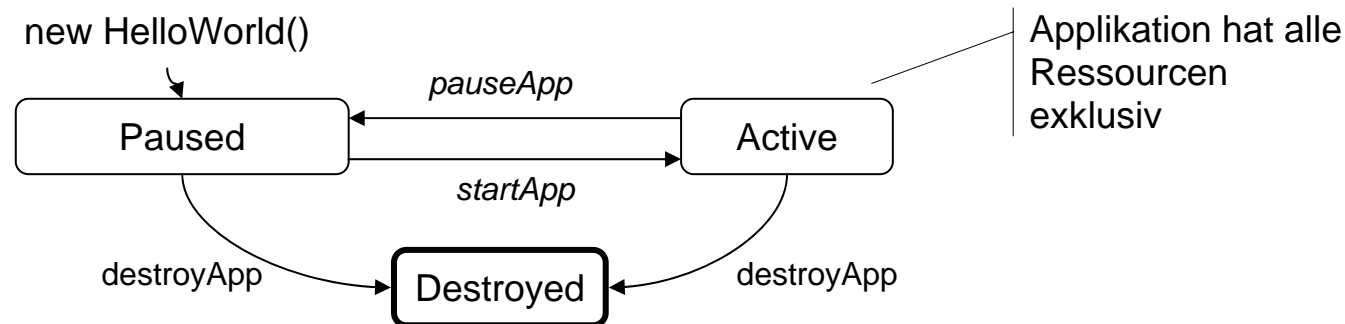 new HelloWorld()
Applikation hat alle
Ressourcen
exklusiv
pauseApp
Paused
Active
startApp
destroyApp
Destroyed
destroyApp